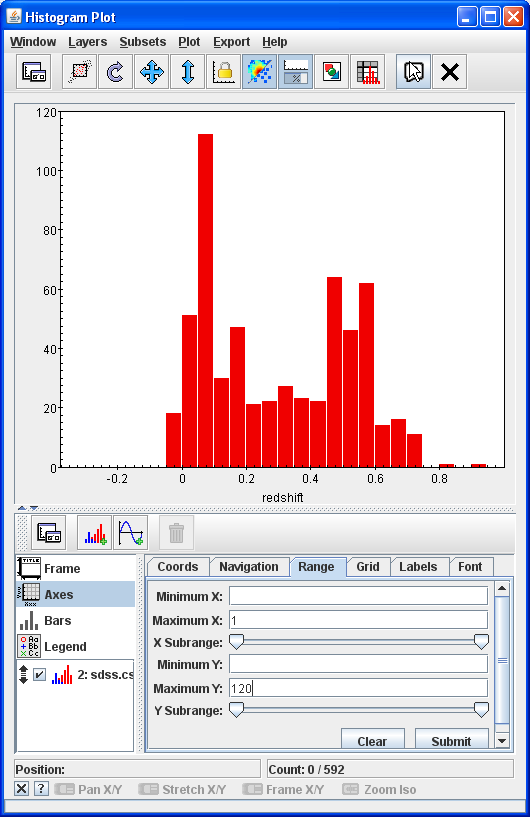 Histogram Plot
Window Layers Subsets Plot Export Help
120
100
80
60
40
20
0
-0.2 0 0.2 0.4 0.6 0.8
redshift
Frame
Axes
Bars
Legend
2: sdss.cs
Coords Navigation Range Grid Labels Font
Minimum X:
Maximum X: 1
X Subrange:
Minimum Y:
Maximum Y: 120
Y Subrange:
Clear Submit
Position: Count: 0 / 592
Pan X/Y Stretch X/Y Frame X/Y Zoom Iso